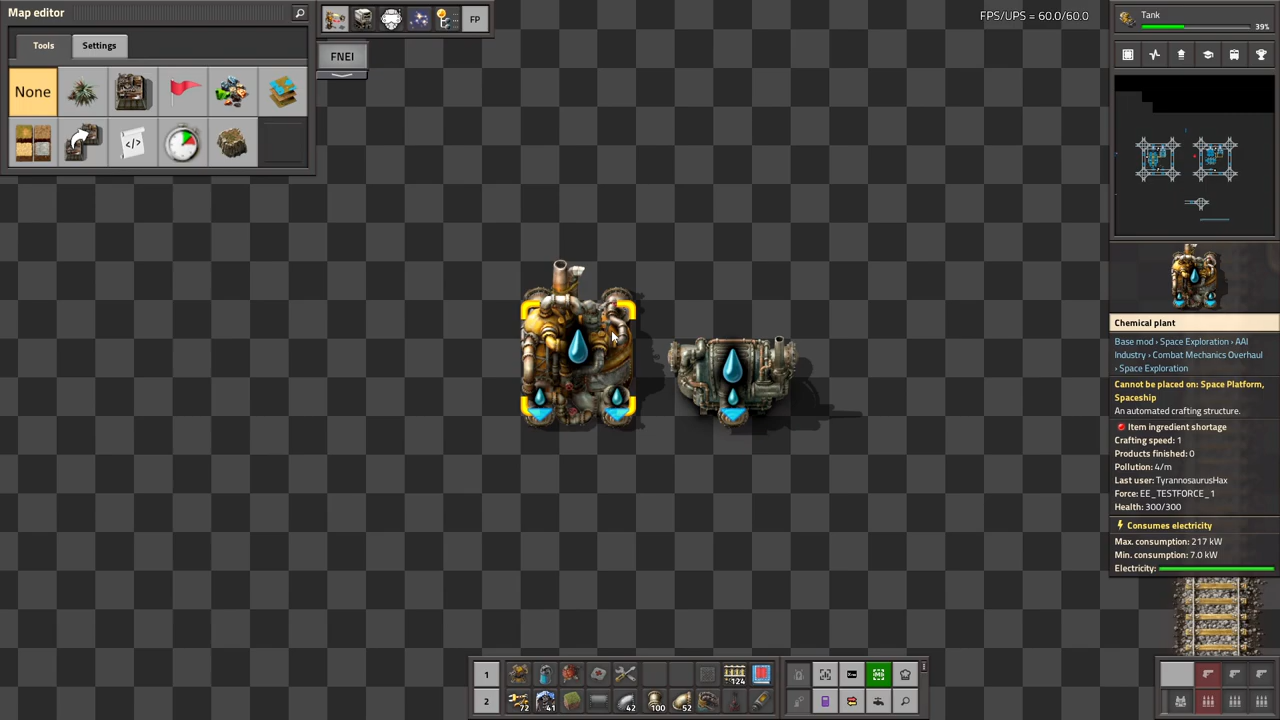 Map editor
Tools
Settings
None
</>
FP
FNEI
FPS/UPS = 60.0/60.0
Tank
39%
Chemical plant
Base mod › Space Exploration › AAI
Industry › Combat Mechanics Overhaul
› Space Exploration
Cannot be placed on: Space Platform,
Spaceship
An automated crafting structure.
Item ingredient shortage
Crafting speed: 1
Products finished: 0
Pollution: 4/m
Last user: TyrannosaurusHax
Force: EE_TESTFORCE_1
Health: 300/300
Consumes electricity
Max. consumption: 217 kW
Min. consumption: 7.0 kW
Electricity:
1
124
2
72
41
42
100
52